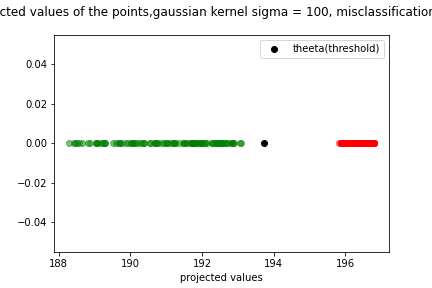 cted values of the points,gaussian kernel sigma = 100, misclassification
theeta(threshold)
0.04
0.02
0.00
−0.02
−0.04
188 190 192 194 196
projected values